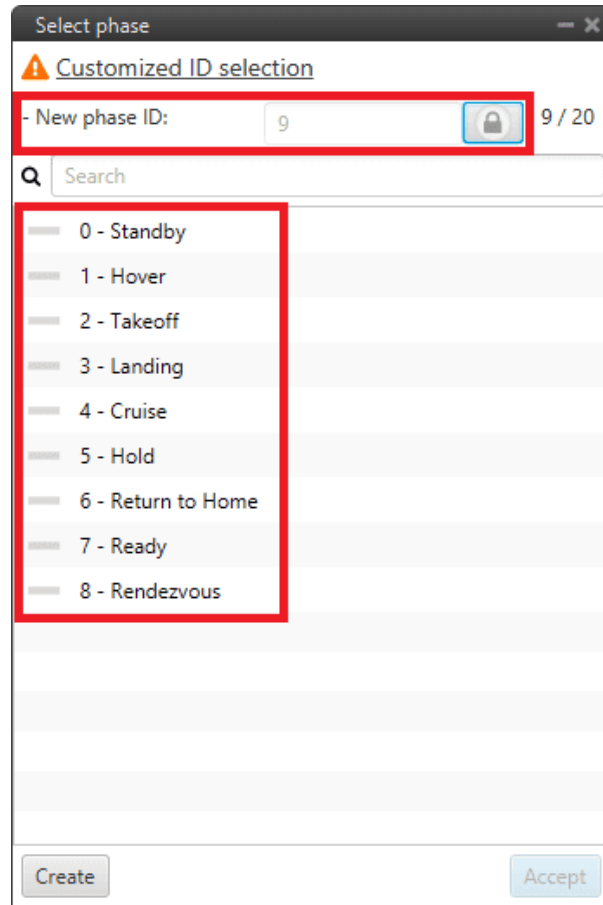 Select phase
Customized ID selection
- New phase ID: 9 9 / 20
Search
0 - Standby
1 - Hover
2 - Takeoff
3 - Landing
4 - Cruise
5 - Hold
6 - Return to Home
7 - Ready
8 - Rendezvous
Create Accept